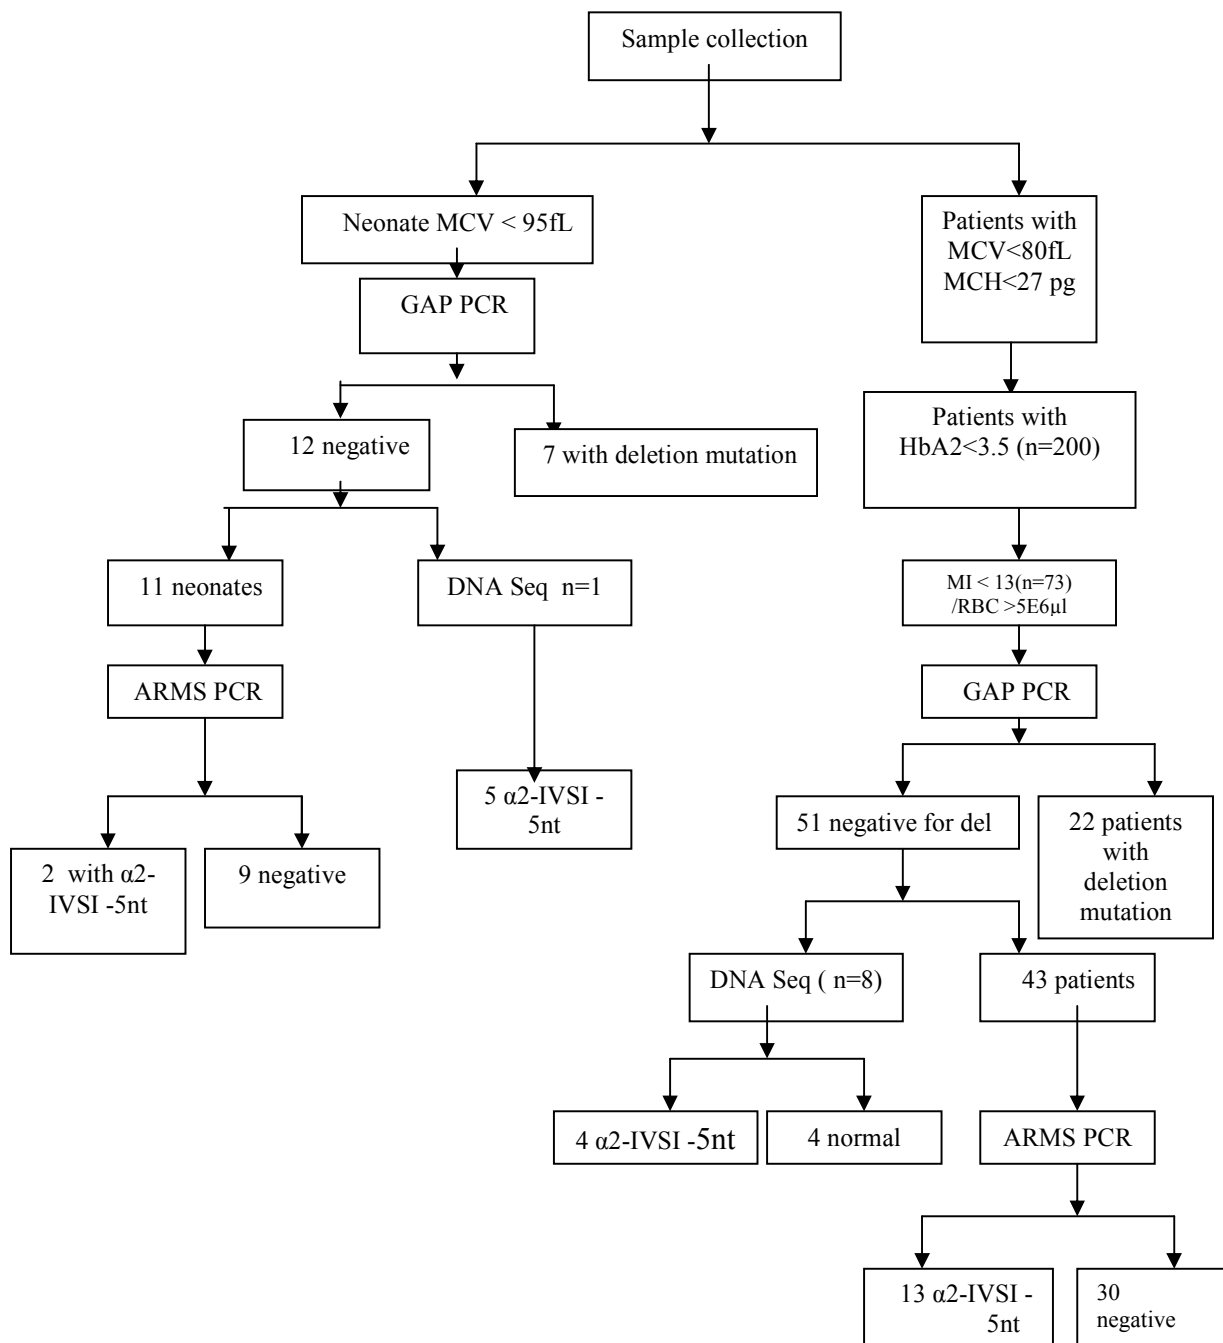 Sample collection
Neonate MCV < 95fL
Patients with
MCV<80fL
MCH<27 pg
GAP PCR
Patients with
HbA2<3.5 (n=200)
12 negative
7 with deletion mutation
11 neonates
DNA Seq n=1
MI < 13(n=73)
/RBC >5E6µl
ARMS PCR
GAP PCR
5 α2-IVSI -
5nt
51 negative for del
22 patients
with
deletion
mutation
2 with α2-
IVSI -5nt
9 negative
DNA Seq ( n=8)
43 patients
4 α2-IVSI -5nt
4 normal
ARMS PCR
13 α2-IVSI -
5nt
30
negative